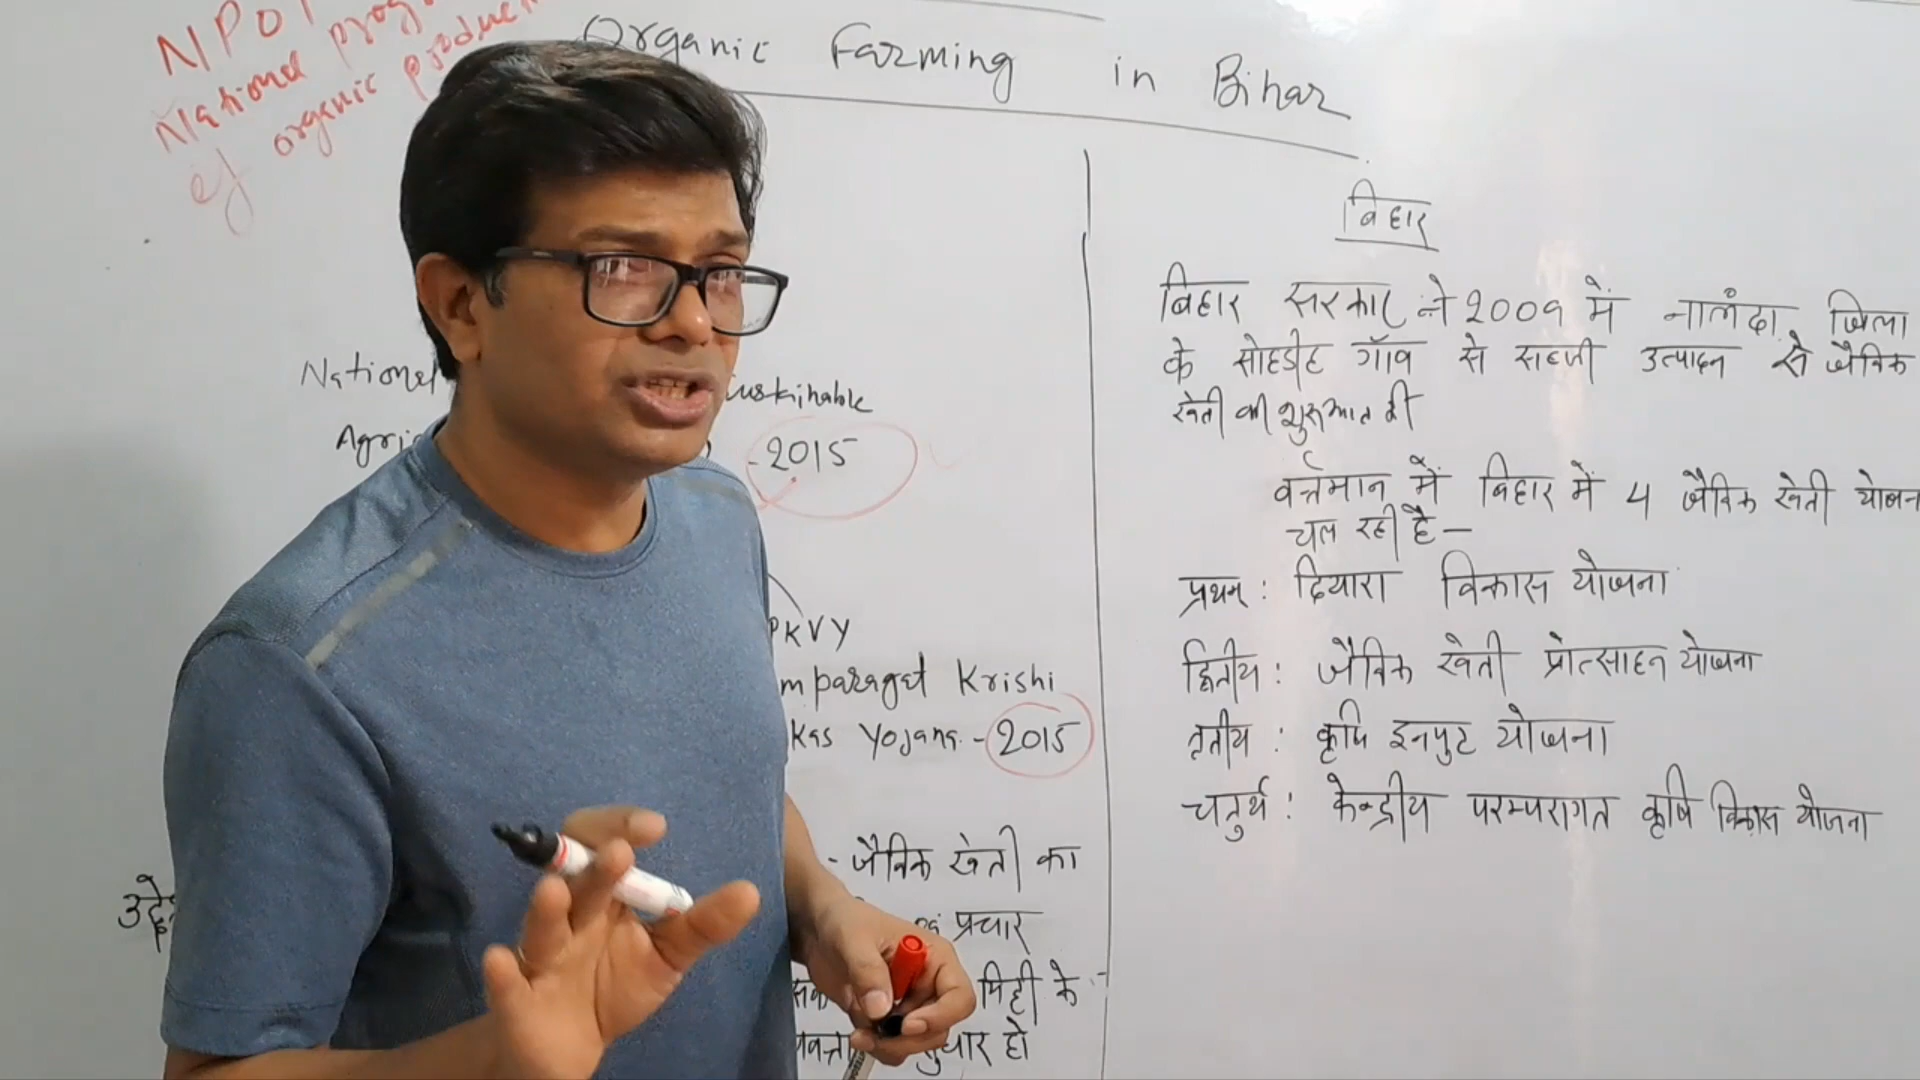 Organic Farming in Bihar
NPOP
National prog
of organic produc
National
Sustainable
Agric
-2015
PKVY
mparagat Krishi
kas Yojana - 2015
- जैविक खेती का
प्रचार
मिट्टी के
सुधार हो
उद्दे
बिहार
बिहार सरकार ने 2009 में नालंदा जिला
के सोहडीह गाँव से सब्जी उत्पादन से जैविक
खेती की शुरुआत की
वर्त्तमान में बिहार में 4 जैविक खेती योजन
चल रही है –
प्रथम : दियारा विकास योजना
द्वितीय : जैविक खेती प्रोत्साहन योजना
तृतीय : कृषि इनपुट योजना
चतुर्थ : केन्द्रीय परम्परागत कृषि विकास योजना